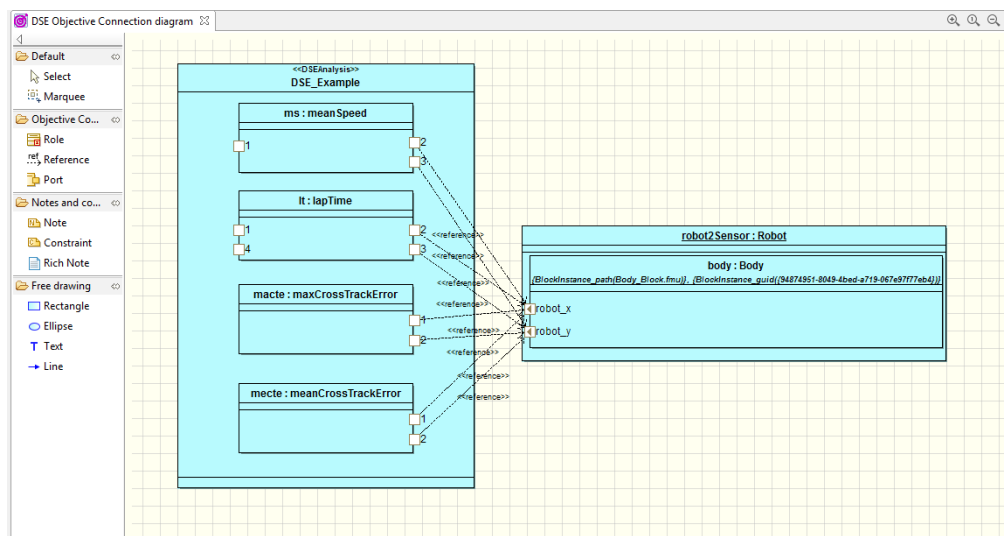 DSE Objective Connection diagram
Default
Select
Marquee
Objective Co...
Role
Reference
Port
Notes and co...
Note
Constraint
Rich Note
Free drawing
Rectangle
Ellipse
Text
Line
<<DSEAnalysis>>
DSE_Example
ms : meanSpeed
1
2
3
lt : lapTime
1
2
4
3
<<reference>>
<<reference>>
macte : maxCrossTrackError
1
2
<<reference>>
<<reference>>
<<reference>>
<<reference>>
<<reference>>
mecte : meanCrossTrackError
1
2
robot2Sensor : Robot
body : Body
{BlockInstance_path(Body_Block.fmu)}, {BlockInstance_guid({94874951-8049-4bed-a719-067e97f77eb4})}
robot_x
robot_y